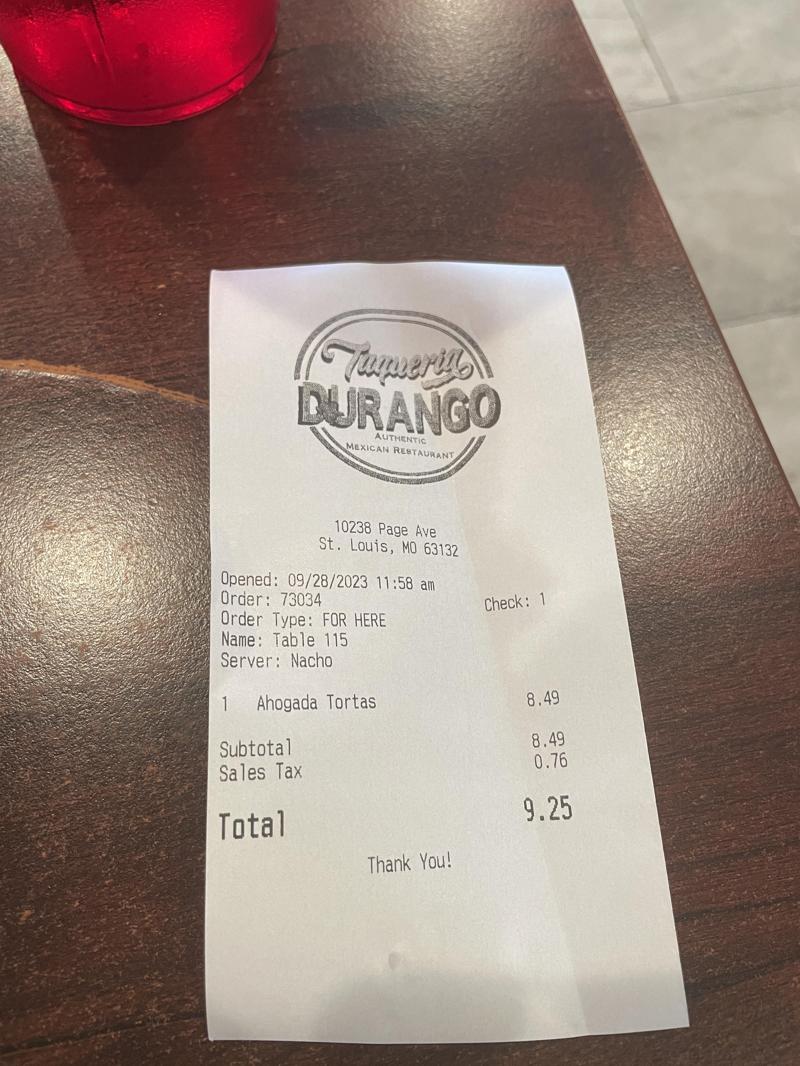 Taqueria
DURANGO
AUTHENTIC
MEXICAN RESTAURANT
10238 Page Ave
St. Louis, MO 63132
Opened: 09/28/2023 11:58 am
Order: 73034 Check: 1
Order Type: FOR HERE
Name: Table 115
Server: Nacho
1 Ahogada Tortas 8.49
Subtotal 8.49
Sales Tax 0.76
Total 9.25
Thank You!